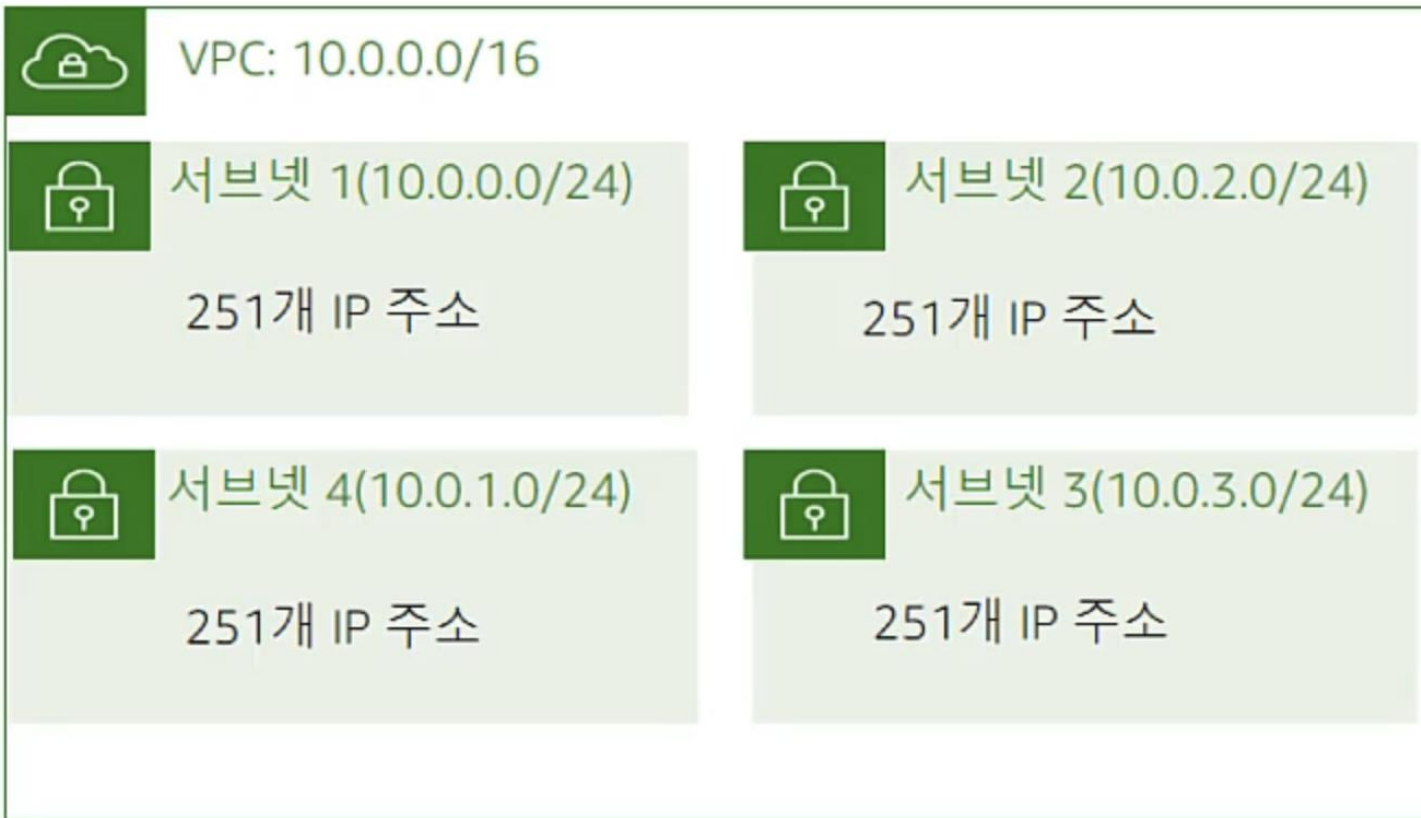 VPC: 10.0.0.0/16
서브넷 1(10.0.0.0/24)
251개 IP 주소
서브넷 2(10.0.2.0/24)
251개 IP 주소
서브넷 4(10.0.1.0/24)
251개 IP 주소
서브넷 3(10.0.3.0/24)
251개 IP 주소